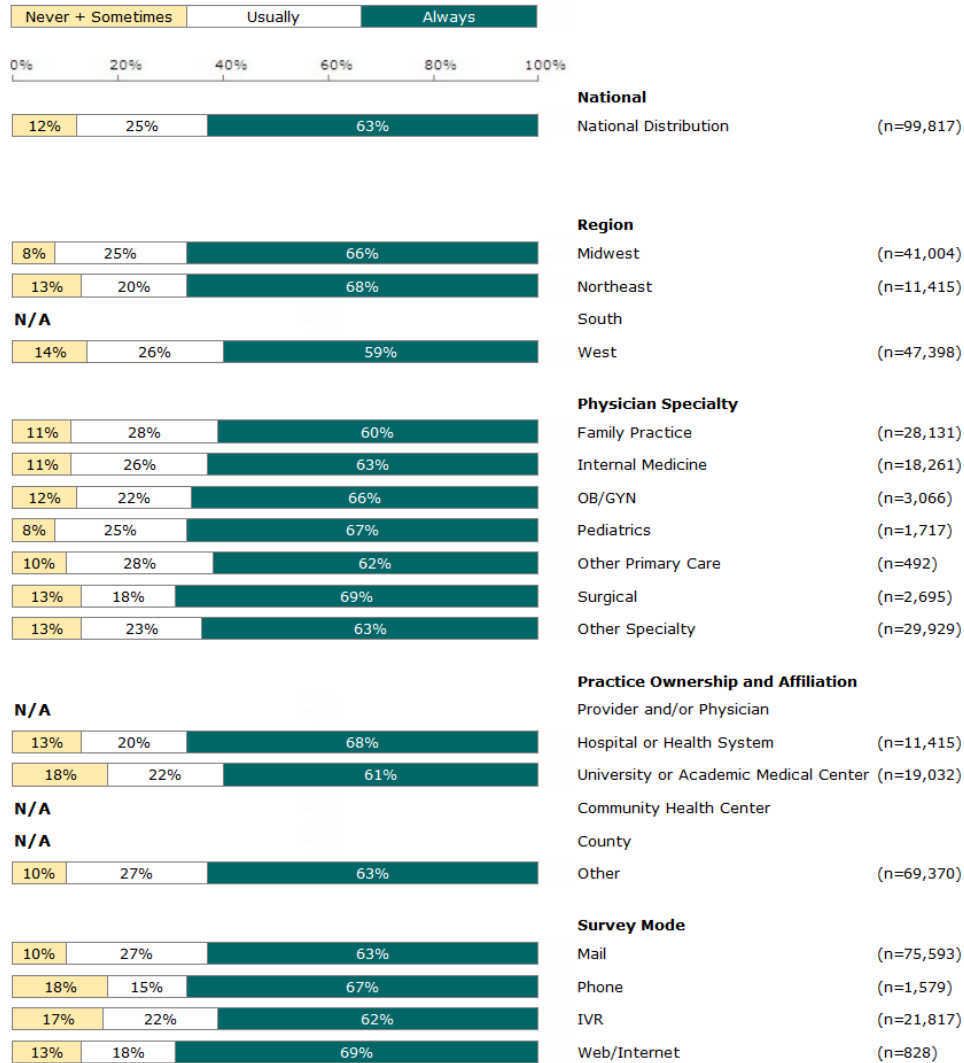 Never + Sometimes Usually Always
0% 20% 40% 60% 80% 100%
National
12% 25% 63% National Distribution (n=99,817)
Region
8% 25% 66% Midwest (n=41,004)
13% 20% 68% Northeast (n=11,415)
N/A South
14% 26% 59% West (n=47,398)
Physician Specialty
11% 28% 60% Family Practice (n=28,131)
11% 26% 63% Internal Medicine (n=18,261)
12% 22% 66% OB/GYN (n=3,066)
8% 25% 67% Pediatrics (n=1,717)
10% 28% 62% Other Primary Care (n=492)
13% 18% 69% Surgical (n=2,695)
13% 23% 63% Other Specialty (n=29,929)
Practice Ownership and Affiliation
N/A Provider and/or Physician
13% 20% 68% Hospital or Health System (n=11,415)
18% 22% 61% University or Academic Medical Center (n=19,032)
N/A Community Health Center
N/A County
10% 27% 63% Other (n=69,370)
Survey Mode
10% 27% 63% Mail (n=75,593)
18% 15% 67% Phone (n=1,579)
17% 22% 62% IVR (n=21,817)
13% 18% 69% Web/Internet (n=828)